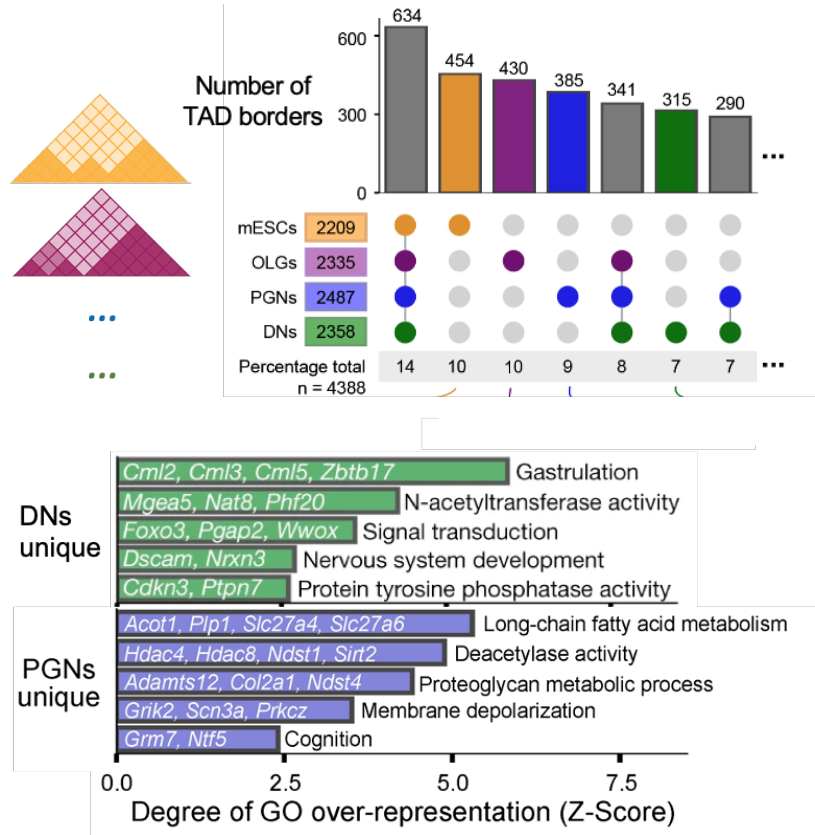 634
454
430
385
341
315
290
Number of
TAD borders
600
300
0
...
mESCs 2209
OLGs 2335
PGNs 2487
DNs 2358
Percentage total 14 10 10 9 8 7 7 ...
n = 4388
...
...
DNs
unique
Cml2, Cml3, Cml5, Zbtb17 Gastrulation
Mgea5, Nat8, Phf20 N-acetyltransferase activity
Foxo3, Pgap2, Wwox Signal transduction
Dscam, Nrxn3 Nervous system development
Cdkn3, Ptpn7 Protein tyrosine phosphatase activity
PGNs
unique
Acot1, Plp1, Slc27a4, Slc27a6 Long-chain fatty acid metabolism
Hdac4, Hdac8, Ndst1, Sirt2 Deacetylase activity
Adamts12, Col2a1, Ndst4 Proteoglycan metabolic process
Grik2, Scn3a, Prkcz Membrane depolarization
Grm7, Ntf5 Cognition
0.0 2.5 5.0 7.5
Degree of GO over-representation (Z-Score)